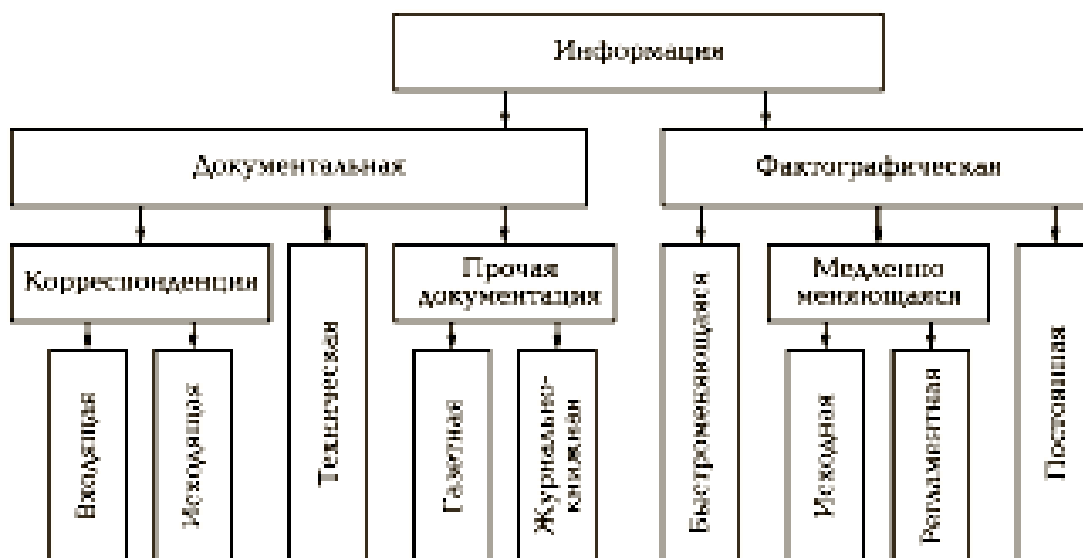 Информация
Документальная
Фактографическая
Корреспонденция
Техническая
Прочая
документация
Быстроменяющаяся
Медленно
меняющаяся
Постоянная
Входящая
Исходящая
Газетная
Журнально-
книжная
Исходная
Регламентная